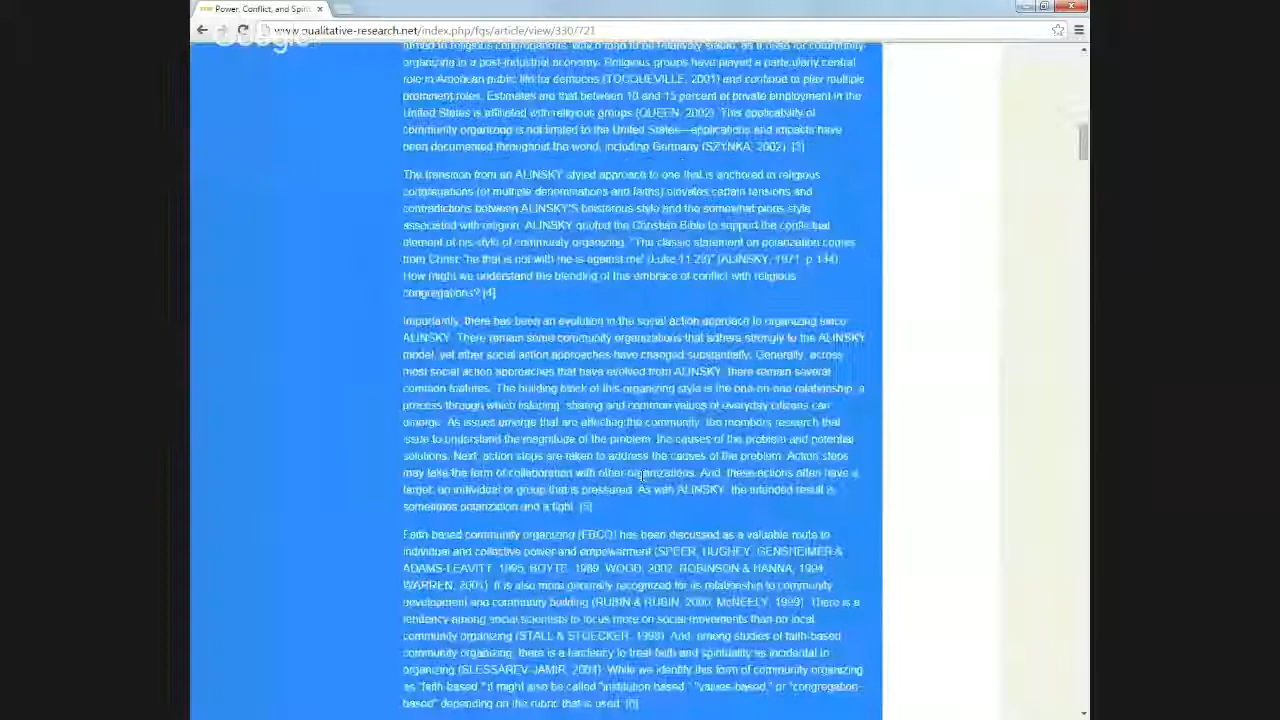 Power, Conflict, and Spirit
www.qualitative-research.net/index.php/fqs/article/view/330/721
Google
to religious congregations, which tend to be relatively stable, as a base for community
organizing in a post-industrial economy. Religious groups have played a particularly central
role in American public life for democos (TOCQUEVILLE, 2001) and continue to play multiple
prominent roles. Estimates are that between 10 and 15 percent of private employment in the
United States is affiliated with religious groups (QUEEN, 2002). This applicability of
community organizing is not limited to the United States—applications and impacts have
been documented throughout the world, including Germany (SZYNKA, 2002). [3]
The transition from an ALINSKY styled approach to one that is anchored in religious
congregations (of multiple denominations and faiths) elevates certain tensions and
contradictions between ALINSKY'S boisterous style and the somewhat pious style
associated with religion. ALINSKY quoted the Christian Bible to support the conflictual
element of his style of community organizing, "The classic statement on polarization comes
from Christ: 'he that is not with me is against me' (Luke 11:23)" (ALINSKY, 1971, p.134).
How might we understand the blending of this embrace of conflict with religious
congregations? [4]
Importantly, there has been an evolution in the social action approach to organizing since
ALINSKY. There remain some community organizations that adhere strongly to the ALINSKY
model, yet other social action approaches have changed substantially. Generally, across
most social action approaches that have evolved from ALINSKY, there remain several
common features. The building block of this organizing style is the one-on-one relationship, a
process through which listening, sharing and common values of everyday citizens can
emerge. As issues emerge that are affecting the community, the members research that
issue to understand the magnitude of the problem, the causes of the problem and potential
solutions. Next, action steps are taken to address the causes of the problem. Action steps
may take the form of collaboration with other organizations. And, these actions often have a
target, an individual or group that is pressured. As with ALINSKY, the intended result is
sometimes polarization and a fight. [5]
Faith-based community organizing (FBCO) has been discussed as a valuable route to
individual and collective power and empowerment (SPEER, HUGHEY, GENSHEIMER &
ADAMS-LEAVITT, 1995, BOYTE, 1989, WOOD, 2002, ROBINSON & HANNA, 1994,
WARREN, 2001). It is also more generally recognized for its relationship to community
development and community building (RUBIN & RUBIN, 2000, McNEELY, 1999). There is a
tendency among social scientists to focus more on social movements than on local
community organizing (STALL & STOECKER, 1998). And, among studies of faith-based
community organizing, there is a tendency to treat faith and spirituality as incidental to
organizing (SLESSAREV-JAMIR, 2004). While we identify this form of community organizing
as "faith-based," it might also be called "institution based," "values-based," or "congregation-
based" depending on the rubric that is used. [6]